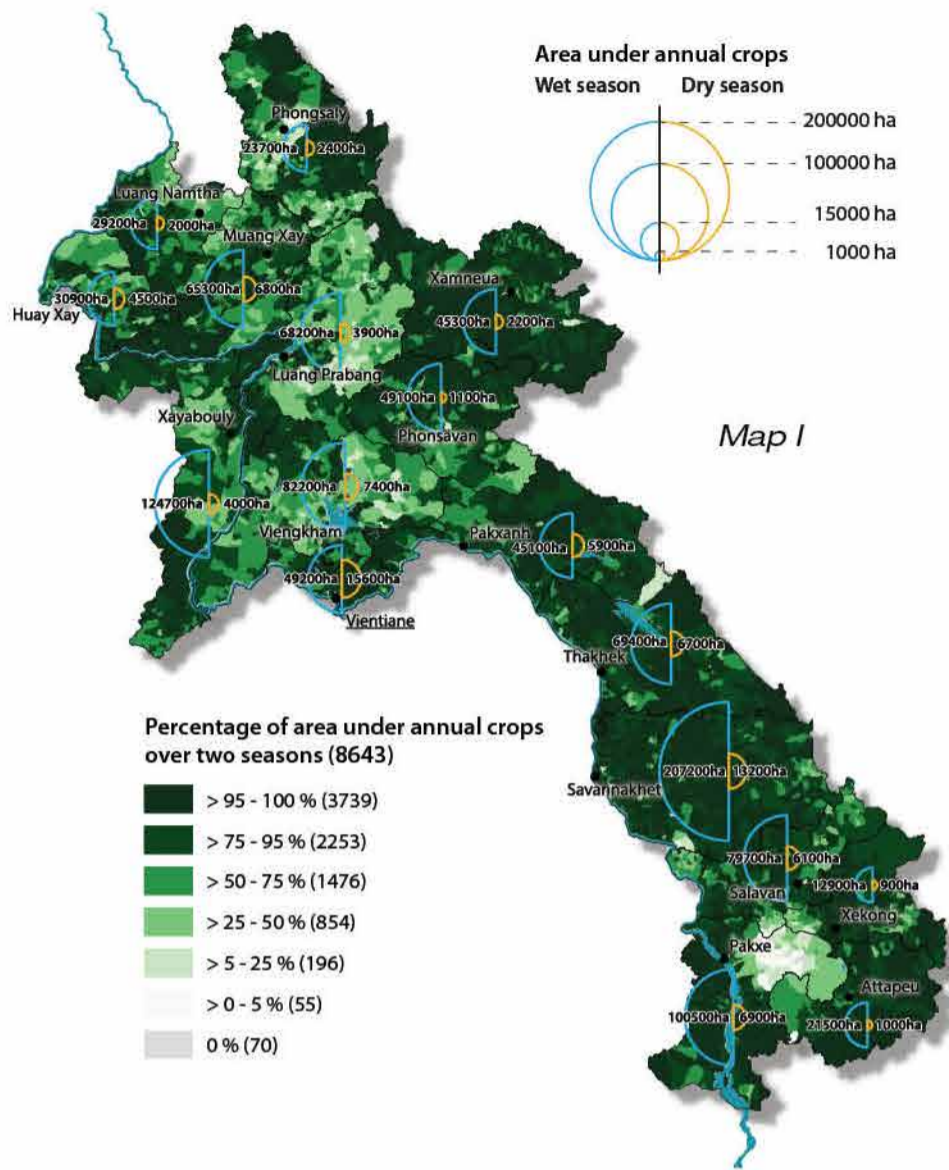 Area under annual crops
Wet season Dry season
200000 ha
100000 ha
15000 ha
1000 ha
Phongsaly
23700ha 2400ha
Luang Namtha
29200ha 2000ha
Muang Xay
65300ha 6800ha
Xamneua
30900ha 4500ha
Huay Xay
45300ha 2200ha
68200ha 3900ha
Luang Prabang
49100ha 1100ha
Xayabouly
Phonsavan
Map I
124700ha 4000ha
82200ha 7400ha
Viengkham
Pakxanh
45100ha 5900ha
49200ha 15600ha
Vientiane
69400ha 6700ha
Thakhek
207200ha 13200ha
Savannakhet
79700ha 6100ha
Salavan
12900ha 900ha
Xekong
Pakxe
Attapeu
100500ha 6900ha
21500ha 1000ha
Percentage of area under annual crops
over two seasons (8643)
> 95 - 100 % (3739)
> 75 - 95 % (2253)
> 50 - 75 % (1476)
> 25 - 50 % (854)
> 5 - 25 % (196)
> 0 - 5 % (55)
0 % (70)